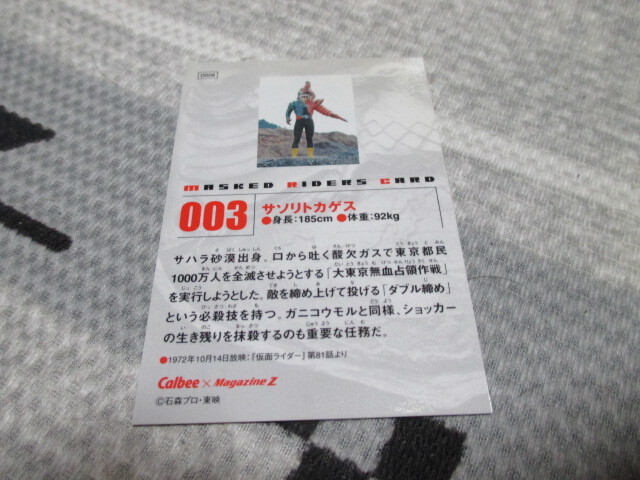 MASKED RIDERS CARD
003
サソリトカゲス
●身長:185cm ●体重:92kg
サハラ砂漠出身。口から吐く酸欠ガスで東京都民
1000万人を全滅させようとする「大東京無血占領作戦」
を実行しようとした。敵を締め上げて投げる「ダブル締め」
という必殺技を持つ。ガニコウモルと同様、ショッカー
の生き残りを抹殺するのも重要な任務だ。
●1972年10月14日放映:『仮面ライダー』第81話より
Calbee × Magazine Z
©石森プロ・東映